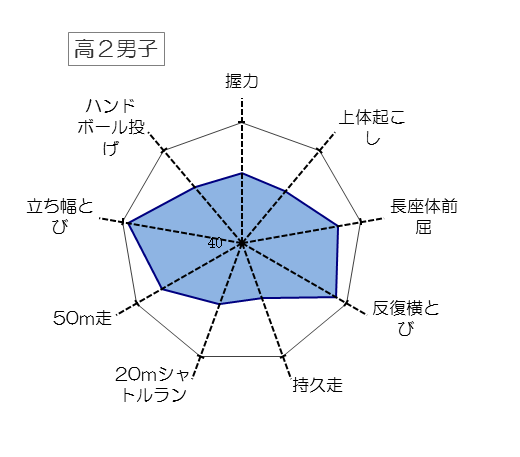 高２男子
握力
上体起こ
し
長座体前
屈
反復横と
び
持久走
20mシャ
トルラン
50m走
立ち幅と
び
ハンド
ボール投
げ
40